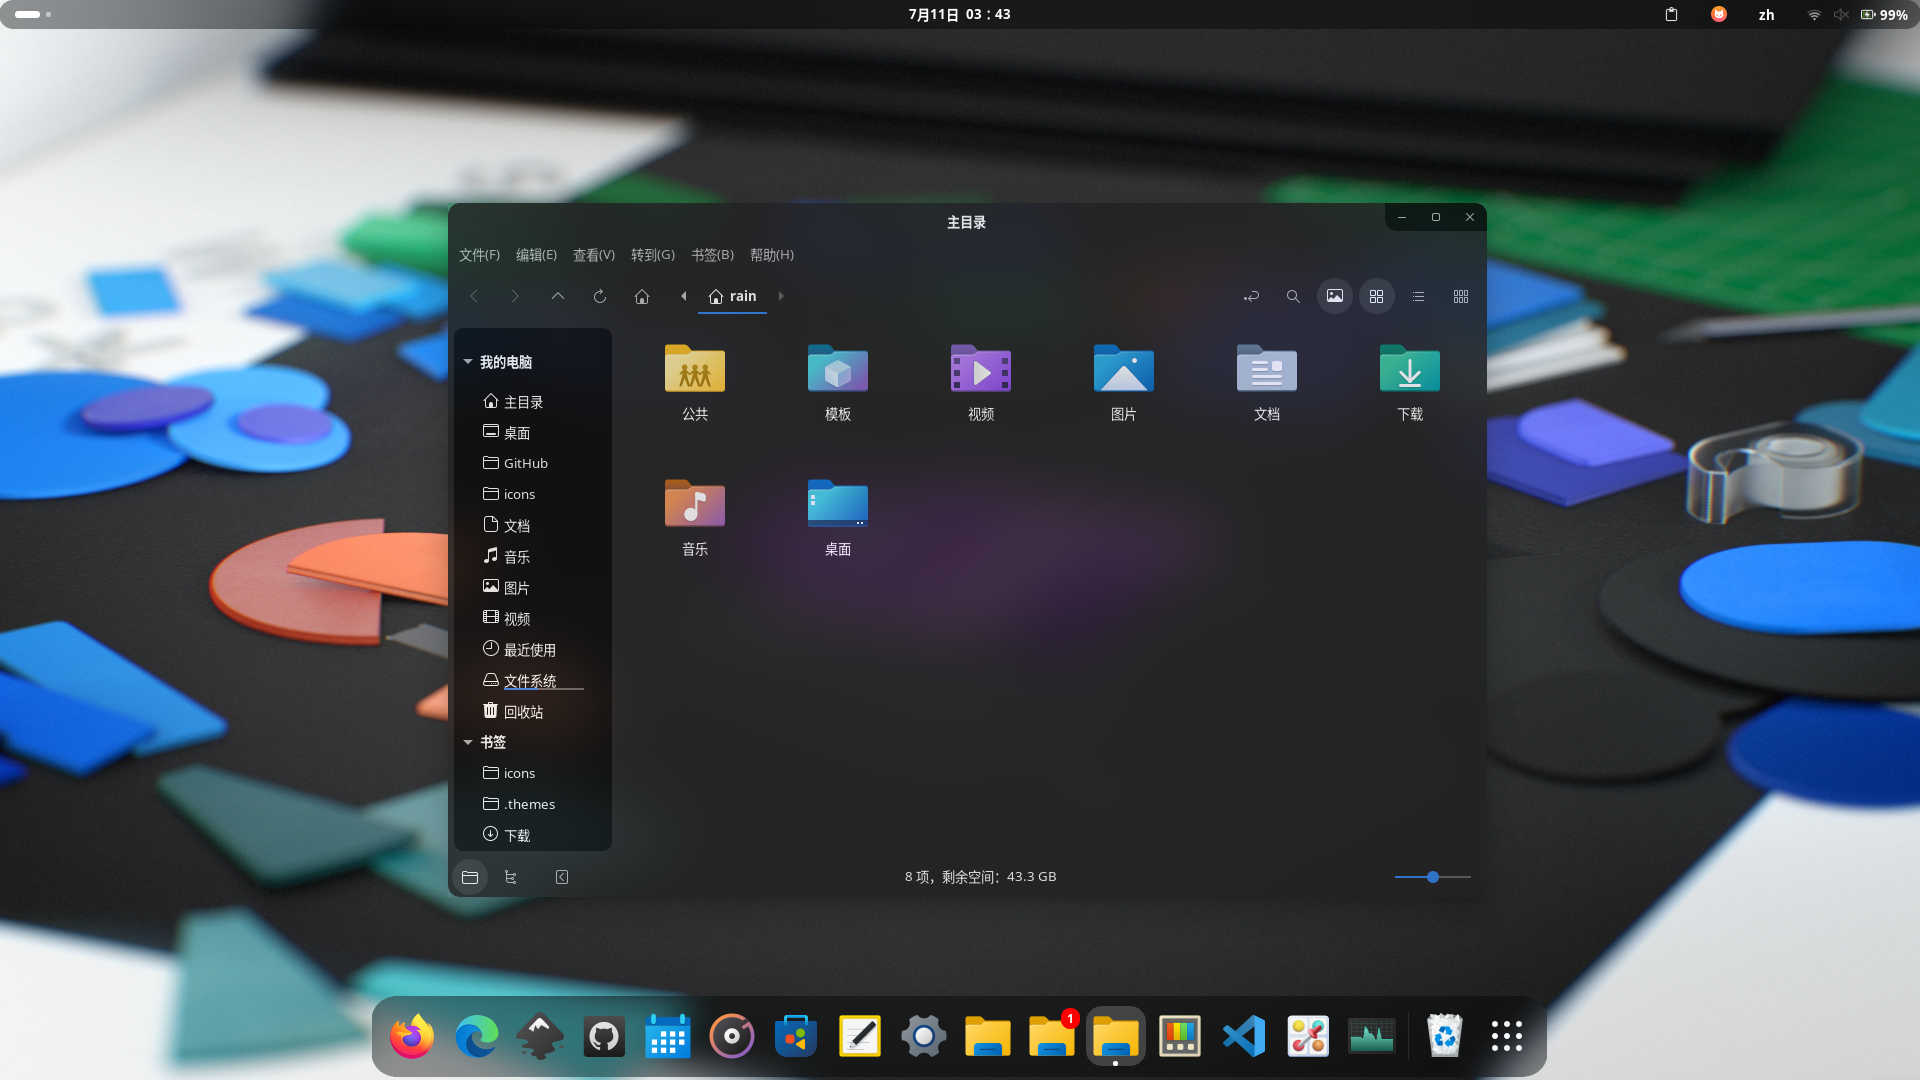 7月11日 03：43
zh
99%
主目录
文件(F) 编辑(E) 查看(V) 转到(G) 书签(B) 帮助(H)
rain
我的电脑
主目录
桌面
GitHub
icons
文档
音乐
图片
视频
最近使用
文件系统
回收站
书签
icons
.themes
下载
公共 模板 视频 图片 文档 下载
音乐 桌面
8 项，剩余空间：43.3 GB
1